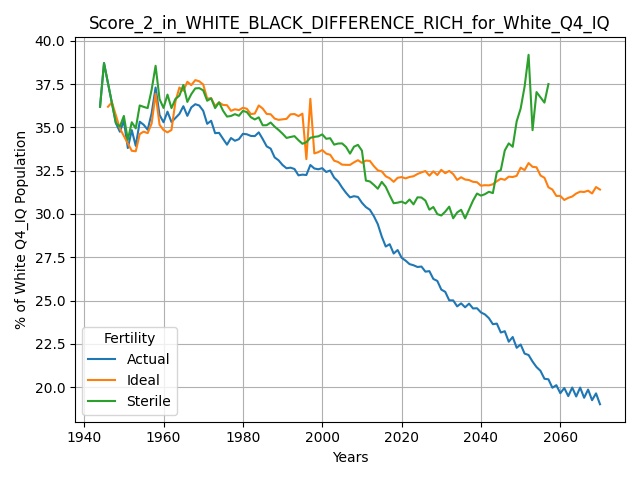 Score_2_in_WHITE_BLACK_DIFFERENCE_RICH_for_White_Q4_IQ
40.0
37.5
35.0
32.5
30.0
27.5
25.0
22.5
20.0
% of White Q4_IQ Population
Fertility
Actual
Ideal
Sterile
1940 1960 1980 2000 2020 2040 2060
Years